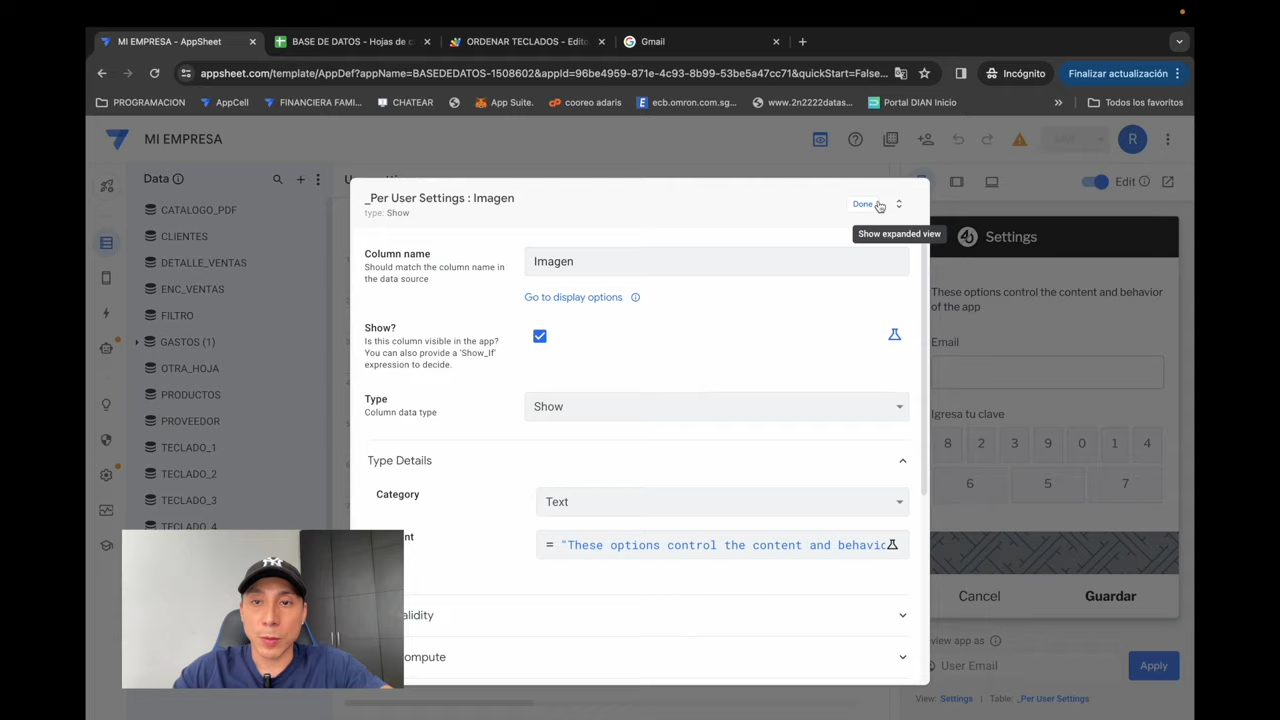 MI EMPRESA - AppSheet
BASE DE DATOS - Hojas de c
ORDENAR TECLADOS - Edito
Gmail
appsheet.com/template/AppDef?appName=BASEDEDATOS-1508602&appId=96be4959-871e-4c93-8b99-53be5a47cc71&quickStart=False...
Incógnito
Finalizar actualización
PROGRAMACION
AppCell
FINANCIERA FAMI...
CHATEAR
App Suite.
cooreo adaris
ecb.omron.com.sg...
www.2n2222datas...
Portal DIAN Inicio
»
Todos los favoritos
MI EMPRESA
R
Data
CATALOGO_PDF
CLIENTES
DETALLE_VENTAS
ENC_VENTAS
FILTRO
GASTOS (1)
OTRA_HOJA
PRODUCTOS
PROVEEDOR
TECLADO_1
TECLADO_2
TECLADO_3
TECLADO_4
_Per User Settings : Imagen
type: Show
Done
Show expanded view
Column name
Should match the column name in
the data source
Imagen
Go to display options
Show?
Is this column visible in the app?
You can also provide a 'Show_If'
expression to decide.
Type
Column data type
Show
Type Details
Category
Text
nt
= "These options control the content and behavio
alidity
ompute
Edit
Settings
These options control the content and behavior
of the app
Email
Igresa tu clave
8 2 3 9 0 1 4
6 5 7
Cancel
Guardar
view app as
User Email
Apply
View: Settings | Table: _Per User Settings